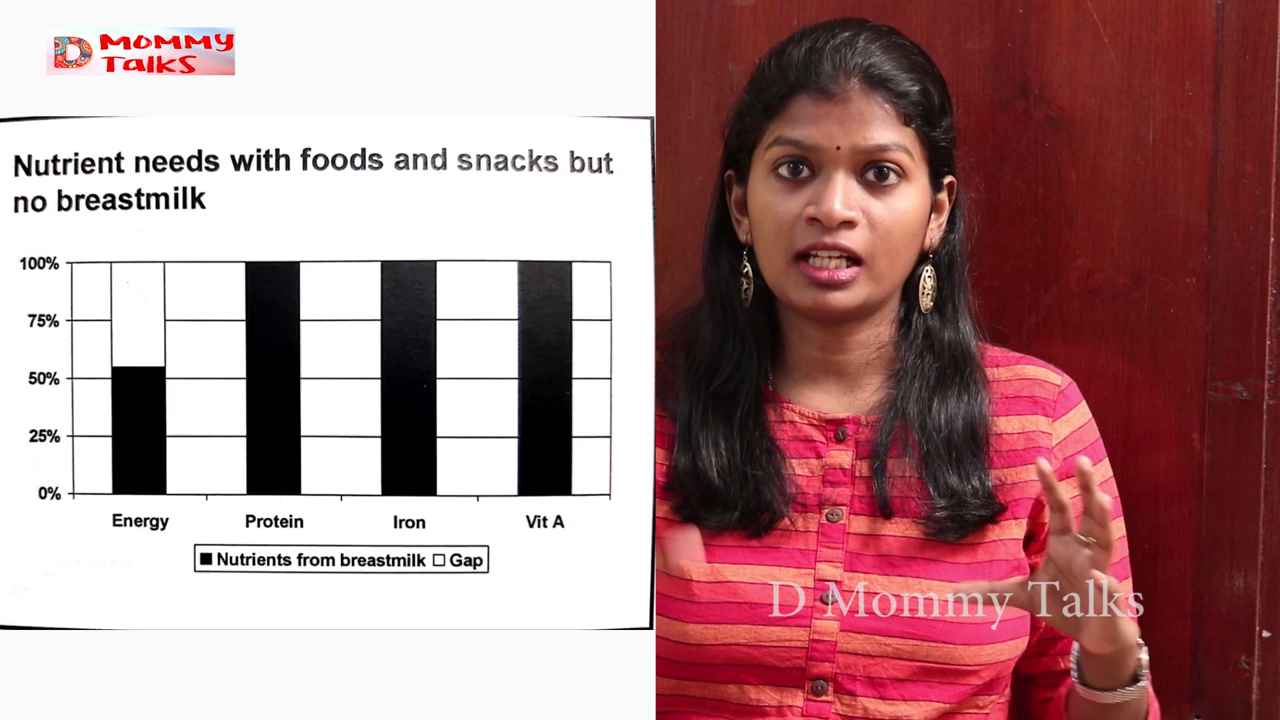 D MOMMY
TALKS
Nutrient needs with foods and snacks but
no breastmilk
100%
75%
50%
25%
0%
Energy Protein Iron Vit A
Nutrients from breastmilk Gap
D Mommy Talks